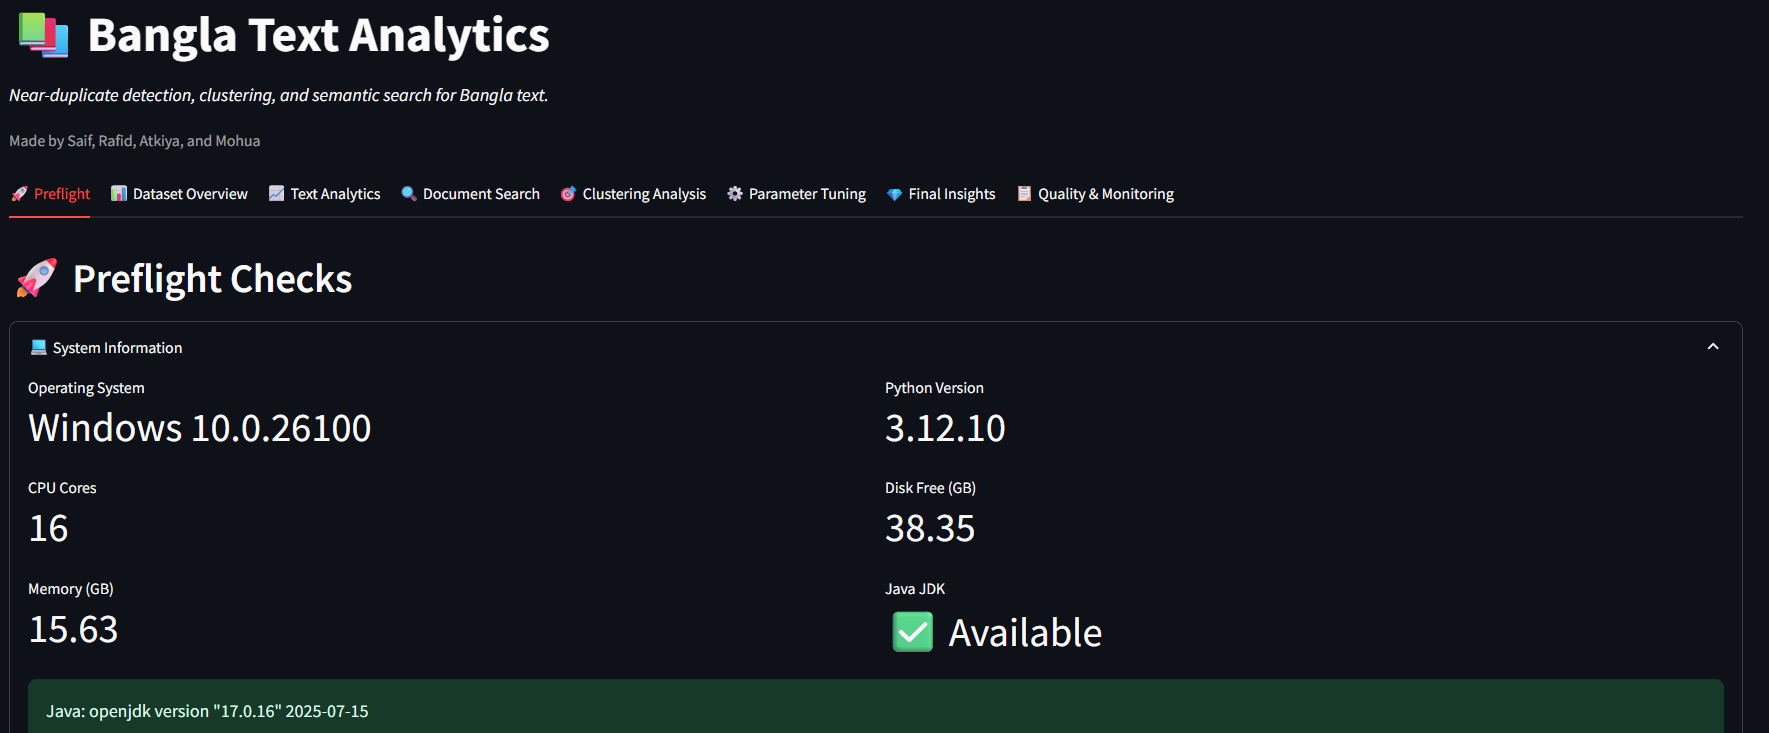 Bangla Text Analytics
Near-duplicate detection, clustering, and semantic search for Bangla text.
Made by Saif, Rafid, Atkiya, and Mohua
Preflight Dataset Overview Text Analytics Document Search Clustering Analysis Parameter Tuning Final Insights Quality & Monitoring
Preflight Checks
System Information
Operating System
Windows 10.0.26100
Python Version
3.12.10
CPU Cores
16
Disk Free (GB)
38.35
Memory (GB)
15.63
Java JDK
Available
Java: openjdk version "17.0.16" 2025-07-15